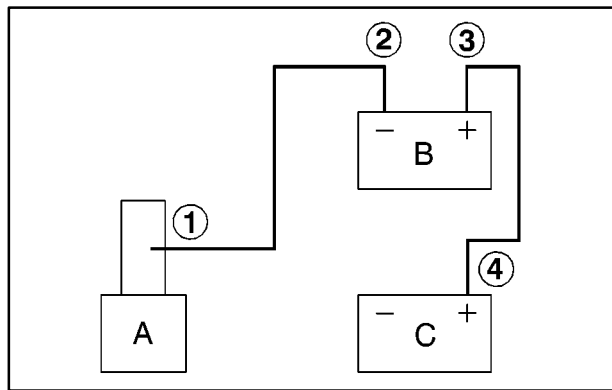 ② ③
− +
B
①
④
A
− +
C